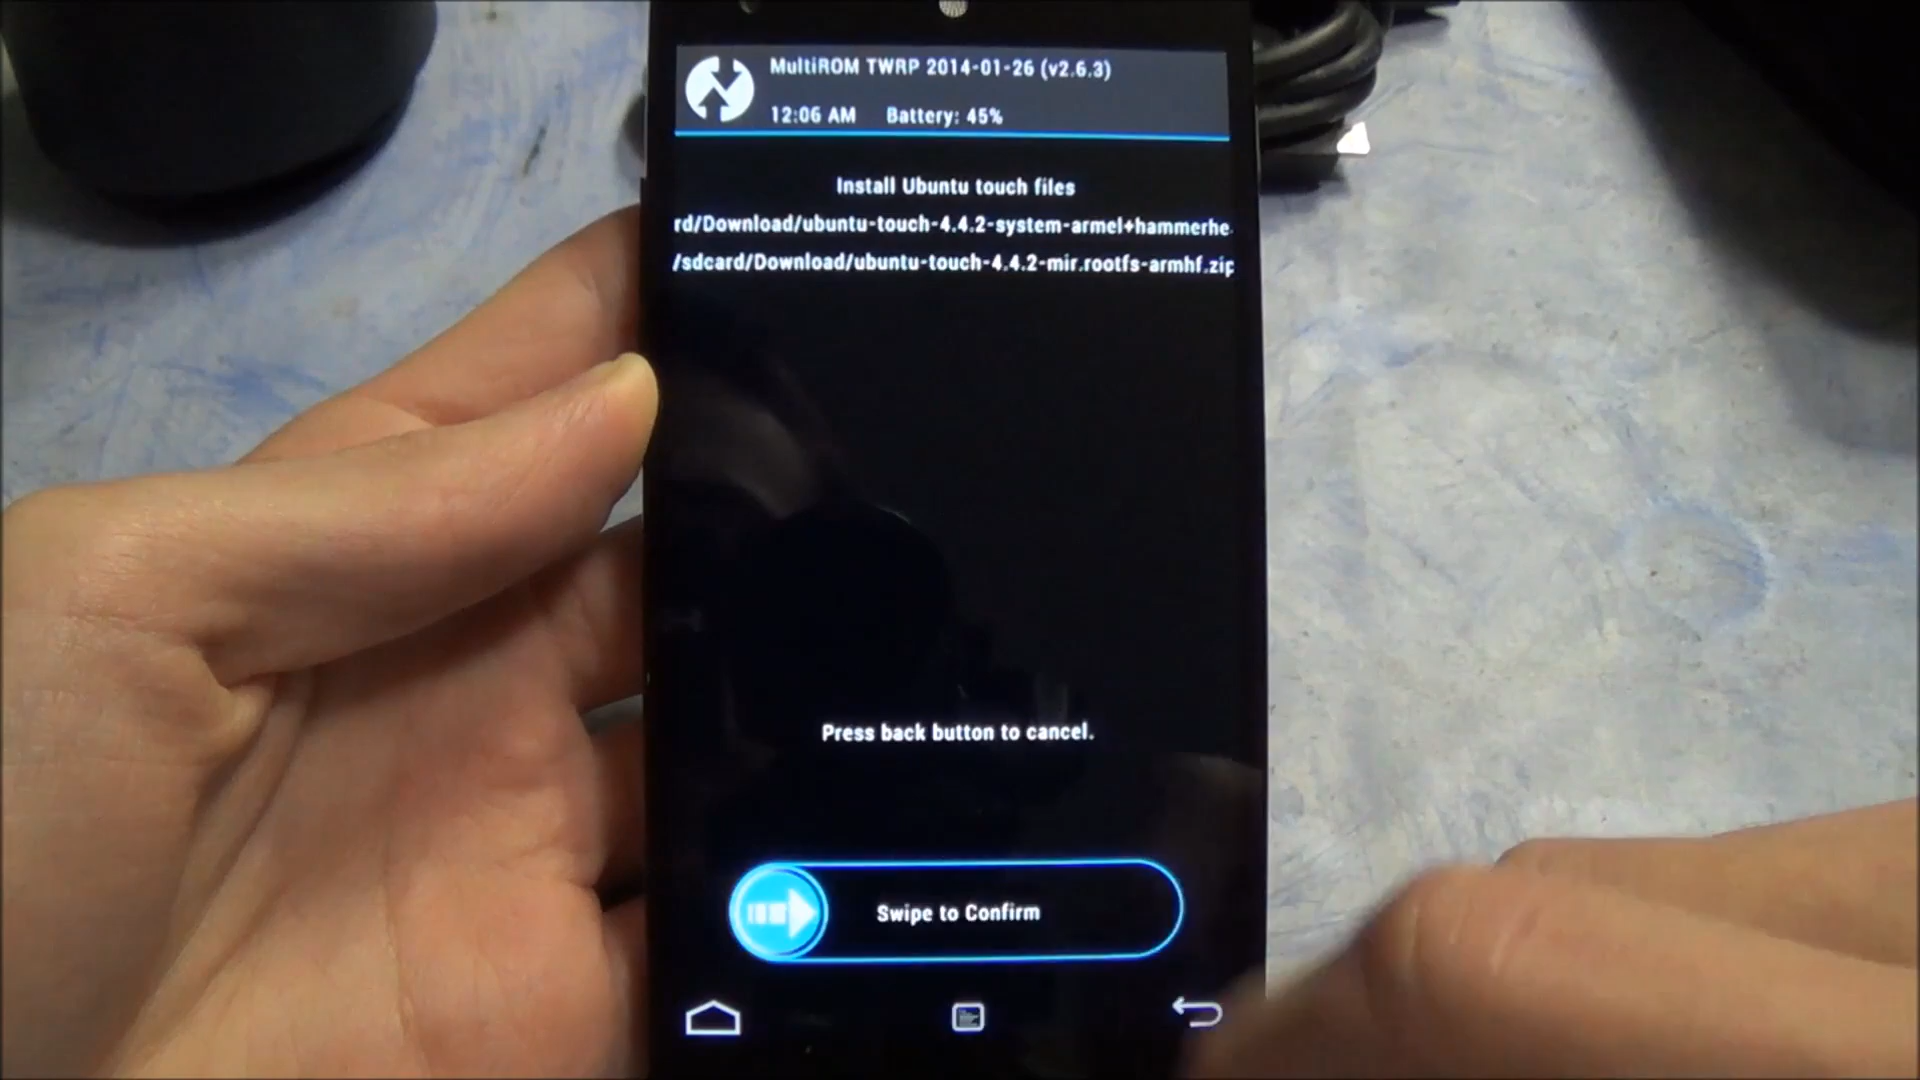 MultiROM TWRP 2014-01-26 (v2.6.3)
12:06 AM Battery: 45%
Install Ubuntu touch files
rd/Download/ubuntu-touch-4.4.2-system-armel+hammerhe
/sdcard/Download/ubuntu-touch-4.4.2-mir.rootfs-armhf.zip
Press back button to cancel.
Swipe to Confirm